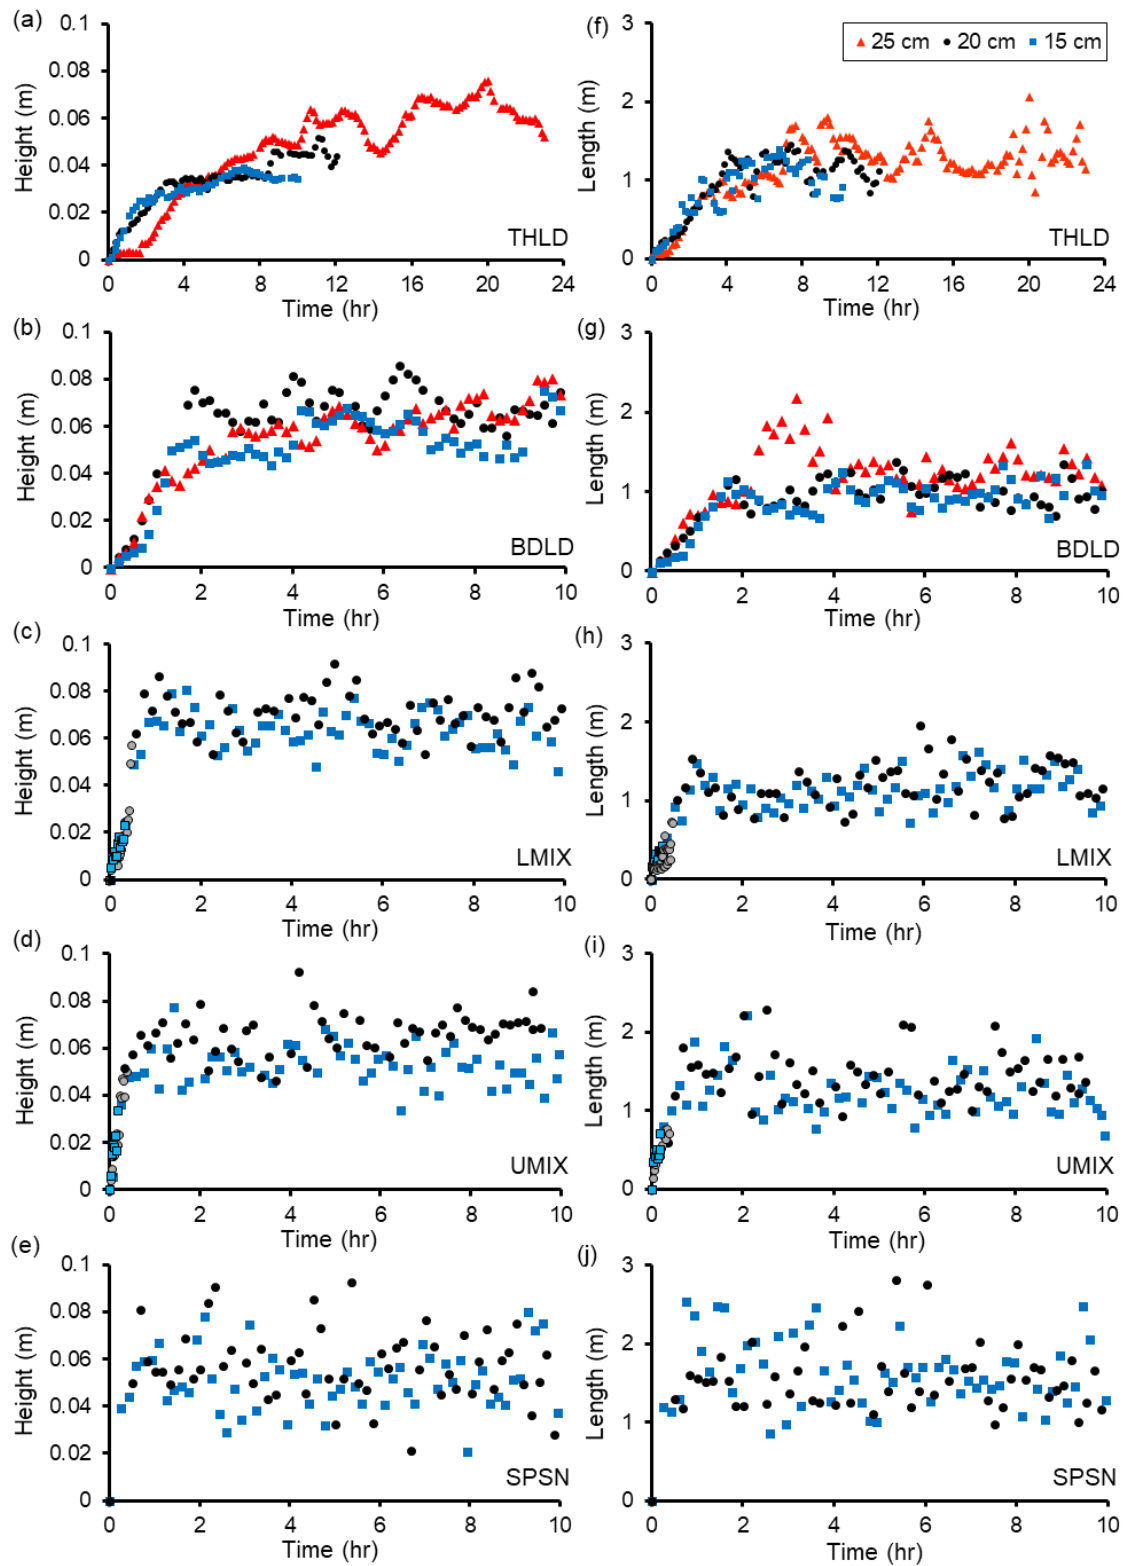 (a)
0.1
0.08
0.06
0.04
0.02
0
Height (m)
THLD
0 4 8 12 16 20 24
Time (hr)
(f)
3
2
1
0
Length (m)
25 cm 20 cm 15 cm
THLD
0 4 8 12 16 20 24
Time (hr)
(b)
0.1
0.08
0.06
0.04
0.02
0
Height (m)
BDLD
0 2 4 6 8 10
Time (hr)
(g)
3
2
1
0
Length (m)
BDLD
0 2 4 6 8 10
Time (hr)
(c)
0.1
0.08
0.06
0.04
0.02
0
Height (m)
LMIX
0 2 4 6 8 10
Time (hr)
(h)
3
2
1
0
Length (m)
LMIX
0 2 4 6 8 10
Time (hr)
(d)
0.1
0.08
0.06
0.04
0.02
0
Height (m)
UMIX
0 2 4 6 8 10
Time (hr)
(i)
3
2
1
0
Length (m)
UMIX
0 2 4 6 8 10
Time (hr)
(e)
0.1
0.08
0.06
0.04
0.02
0
Height (m)
SPSN
0 2 4 6 8 10
Time (hr)
(j)
3
2
1
0
Length (m)
SPSN
0 2 4 6 8 10
Time (hr)